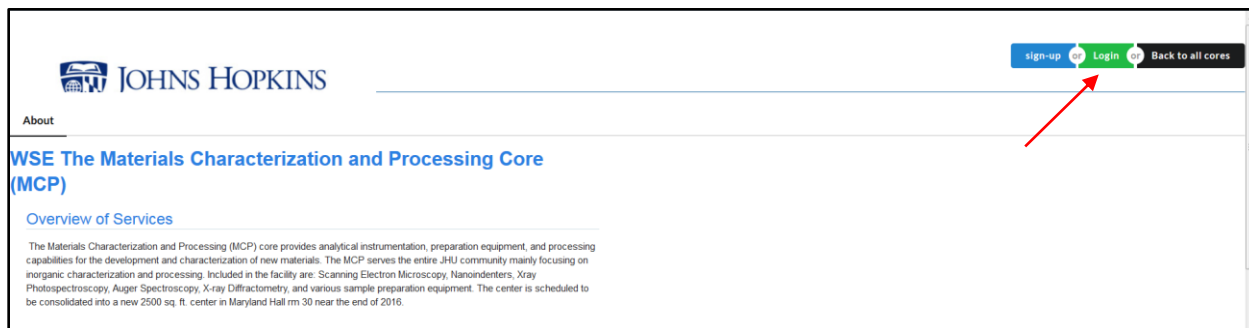 sign-up or Login or Back to all cores
JOHNS HOPKINS
About
WSE The Materials Characterization and Processing Core
(MCP)
Overview of Services
The Materials Characterization and Processing (MCP) core provides analytical instrumentation, preparation equipment, and processing
capabilities for the development and characterization of new materials. The MCP serves the entire JHU community mainly focusing on
inorganic characterization and processing. Included in the facility are: Scanning Electron Microscopy, Nanoindenters, Xray
Photospectroscopy, Auger Spectroscopy, X-ray Diffractometry, and various sample preparation equipment. The center is scheduled to
be consolidated into a new 2500 sq. ft. center in Maryland Hall rm 30 near the end of 2016.